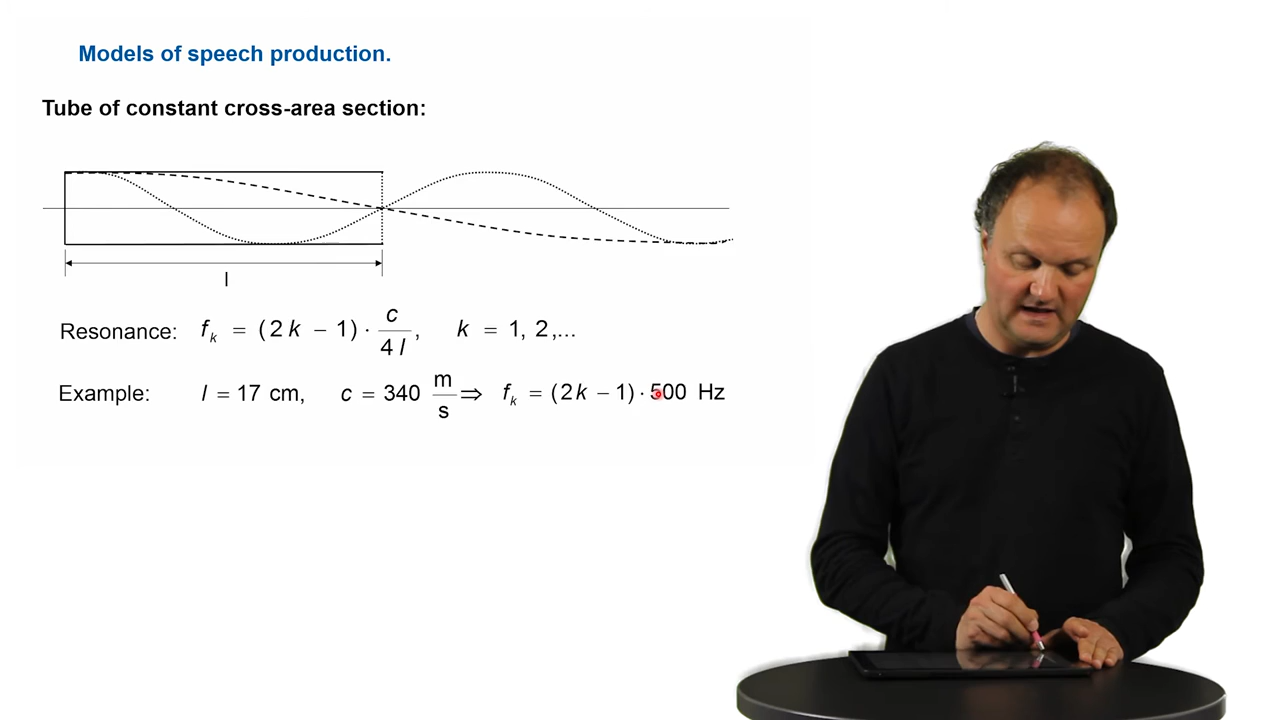 Models of speech production.
Tube of constant cross-area section:
l
Resonance: f_k = (2k − 1) · c/4l, k = 1, 2,...
Example: l = 17 cm, c = 340 m/s ⇒ f_k = (2k − 1) · 500 Hz